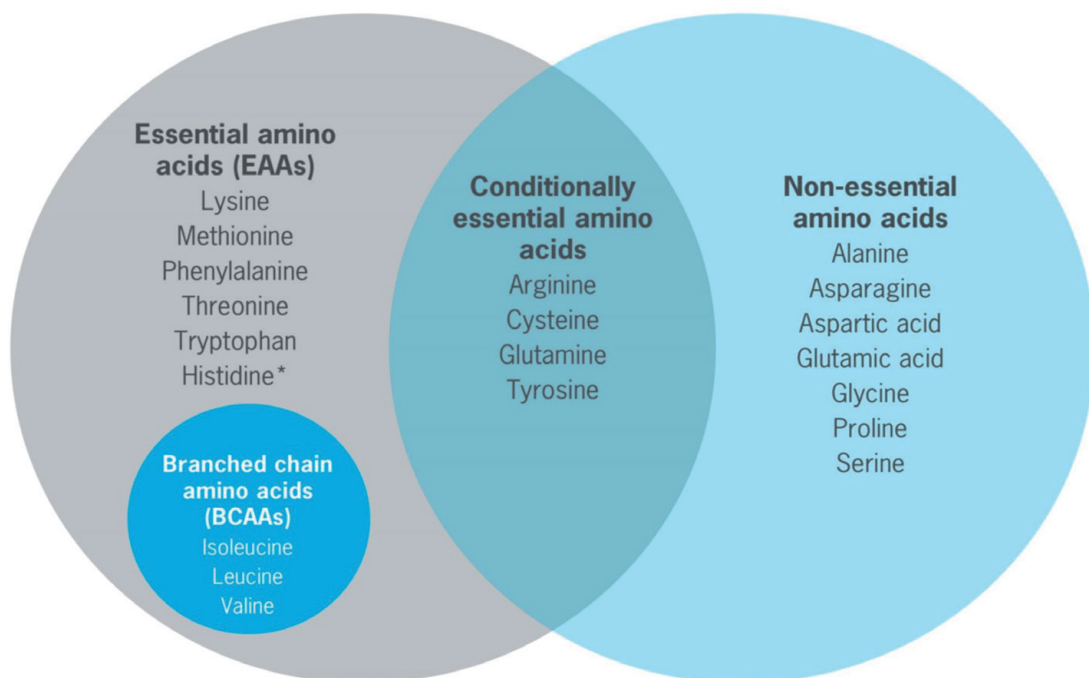 Essential amino
acids (EAAs)
Lysine
Methionine
Phenylalanine
Threonine
Tryptophan
Histidine*
Branched chain
amino acids
(BCAAs)
Isoleucine
Leucine
Valine
Conditionally
essential amino
acids
Arginine
Cysteine
Glutamine
Tyrosine
Non-essential
amino acids
Alanine
Asparagine
Aspartic acid
Glutamic acid
Glycine
Proline
Serine